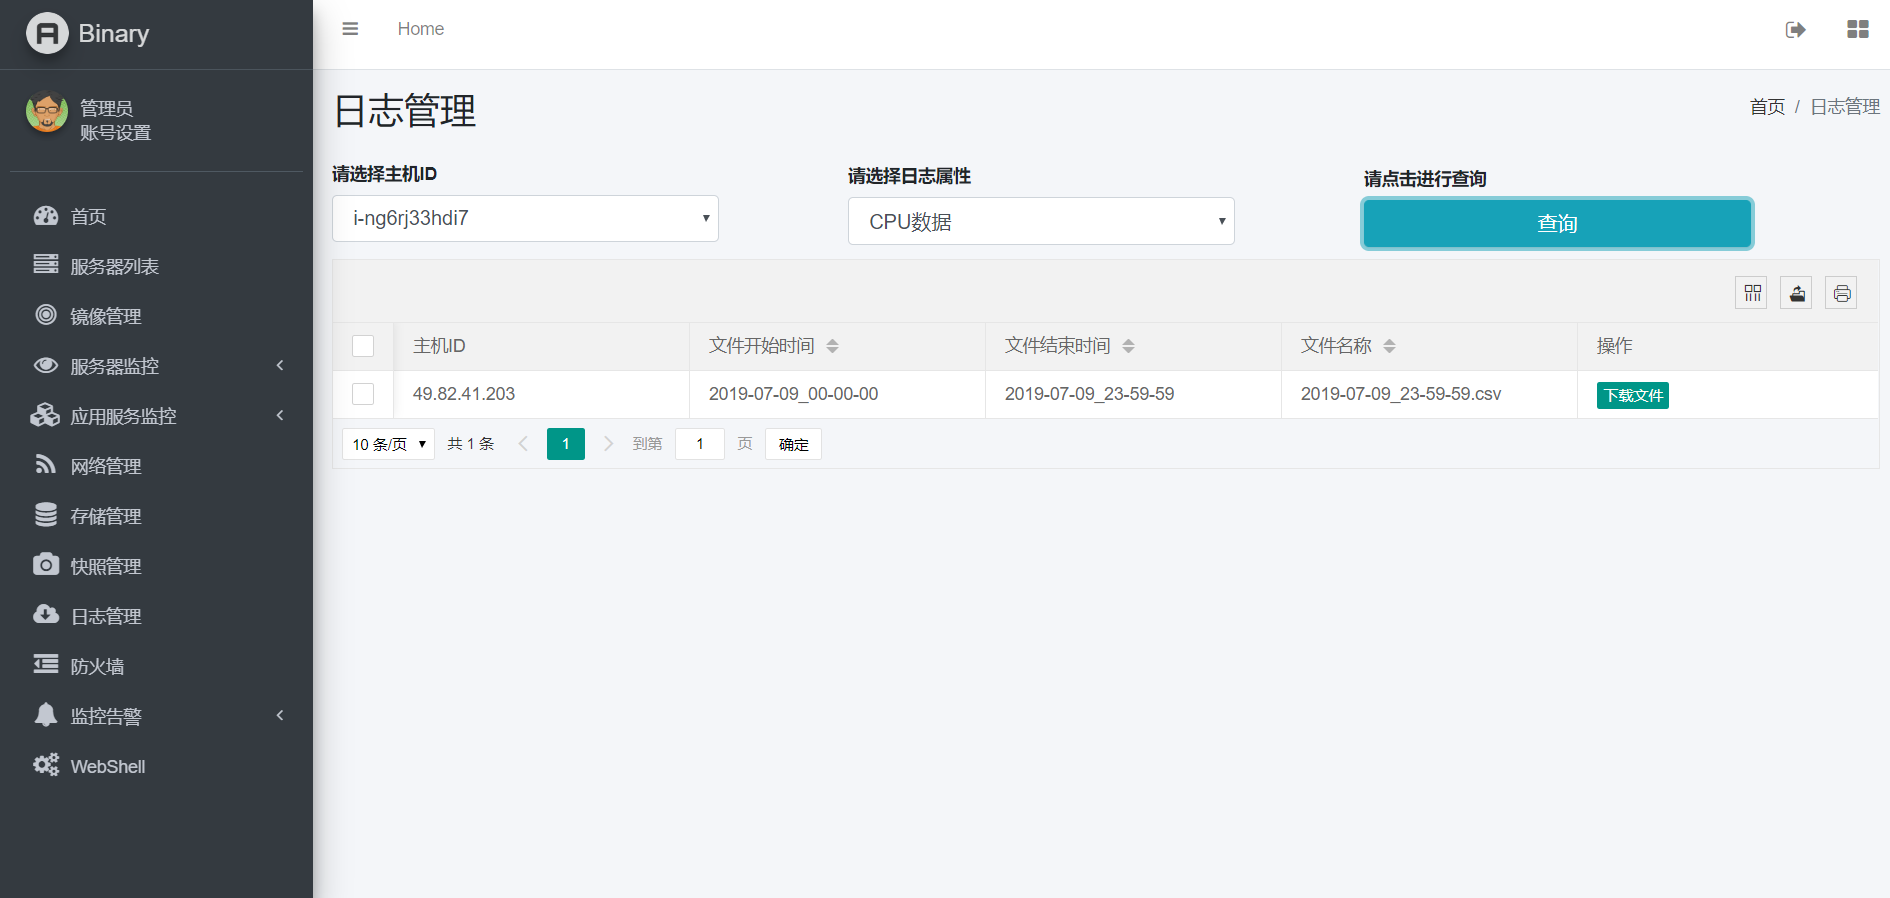 Binary
管理员
账号设置
首页
服务器列表
镜像管理
服务器监控
应用服务监控
网络管理
存储管理
快照管理
日志管理
防火墙
监控告警
WebShell
Home
日志管理
首页 / 日志管理
请选择主机ID
i-ng6rj33hdi7
请选择日志属性
CPU数据
请点击进行查询
查询
主机ID 文件开始时间 文件结束时间 文件名称 操作
49.82.41.203 2019-07-09_00-00-00 2019-07-09_23-59-59 2019-07-09_23-59-59.csv 下载文件
10 条/页 共 1 条 1 到第 1 页 确定